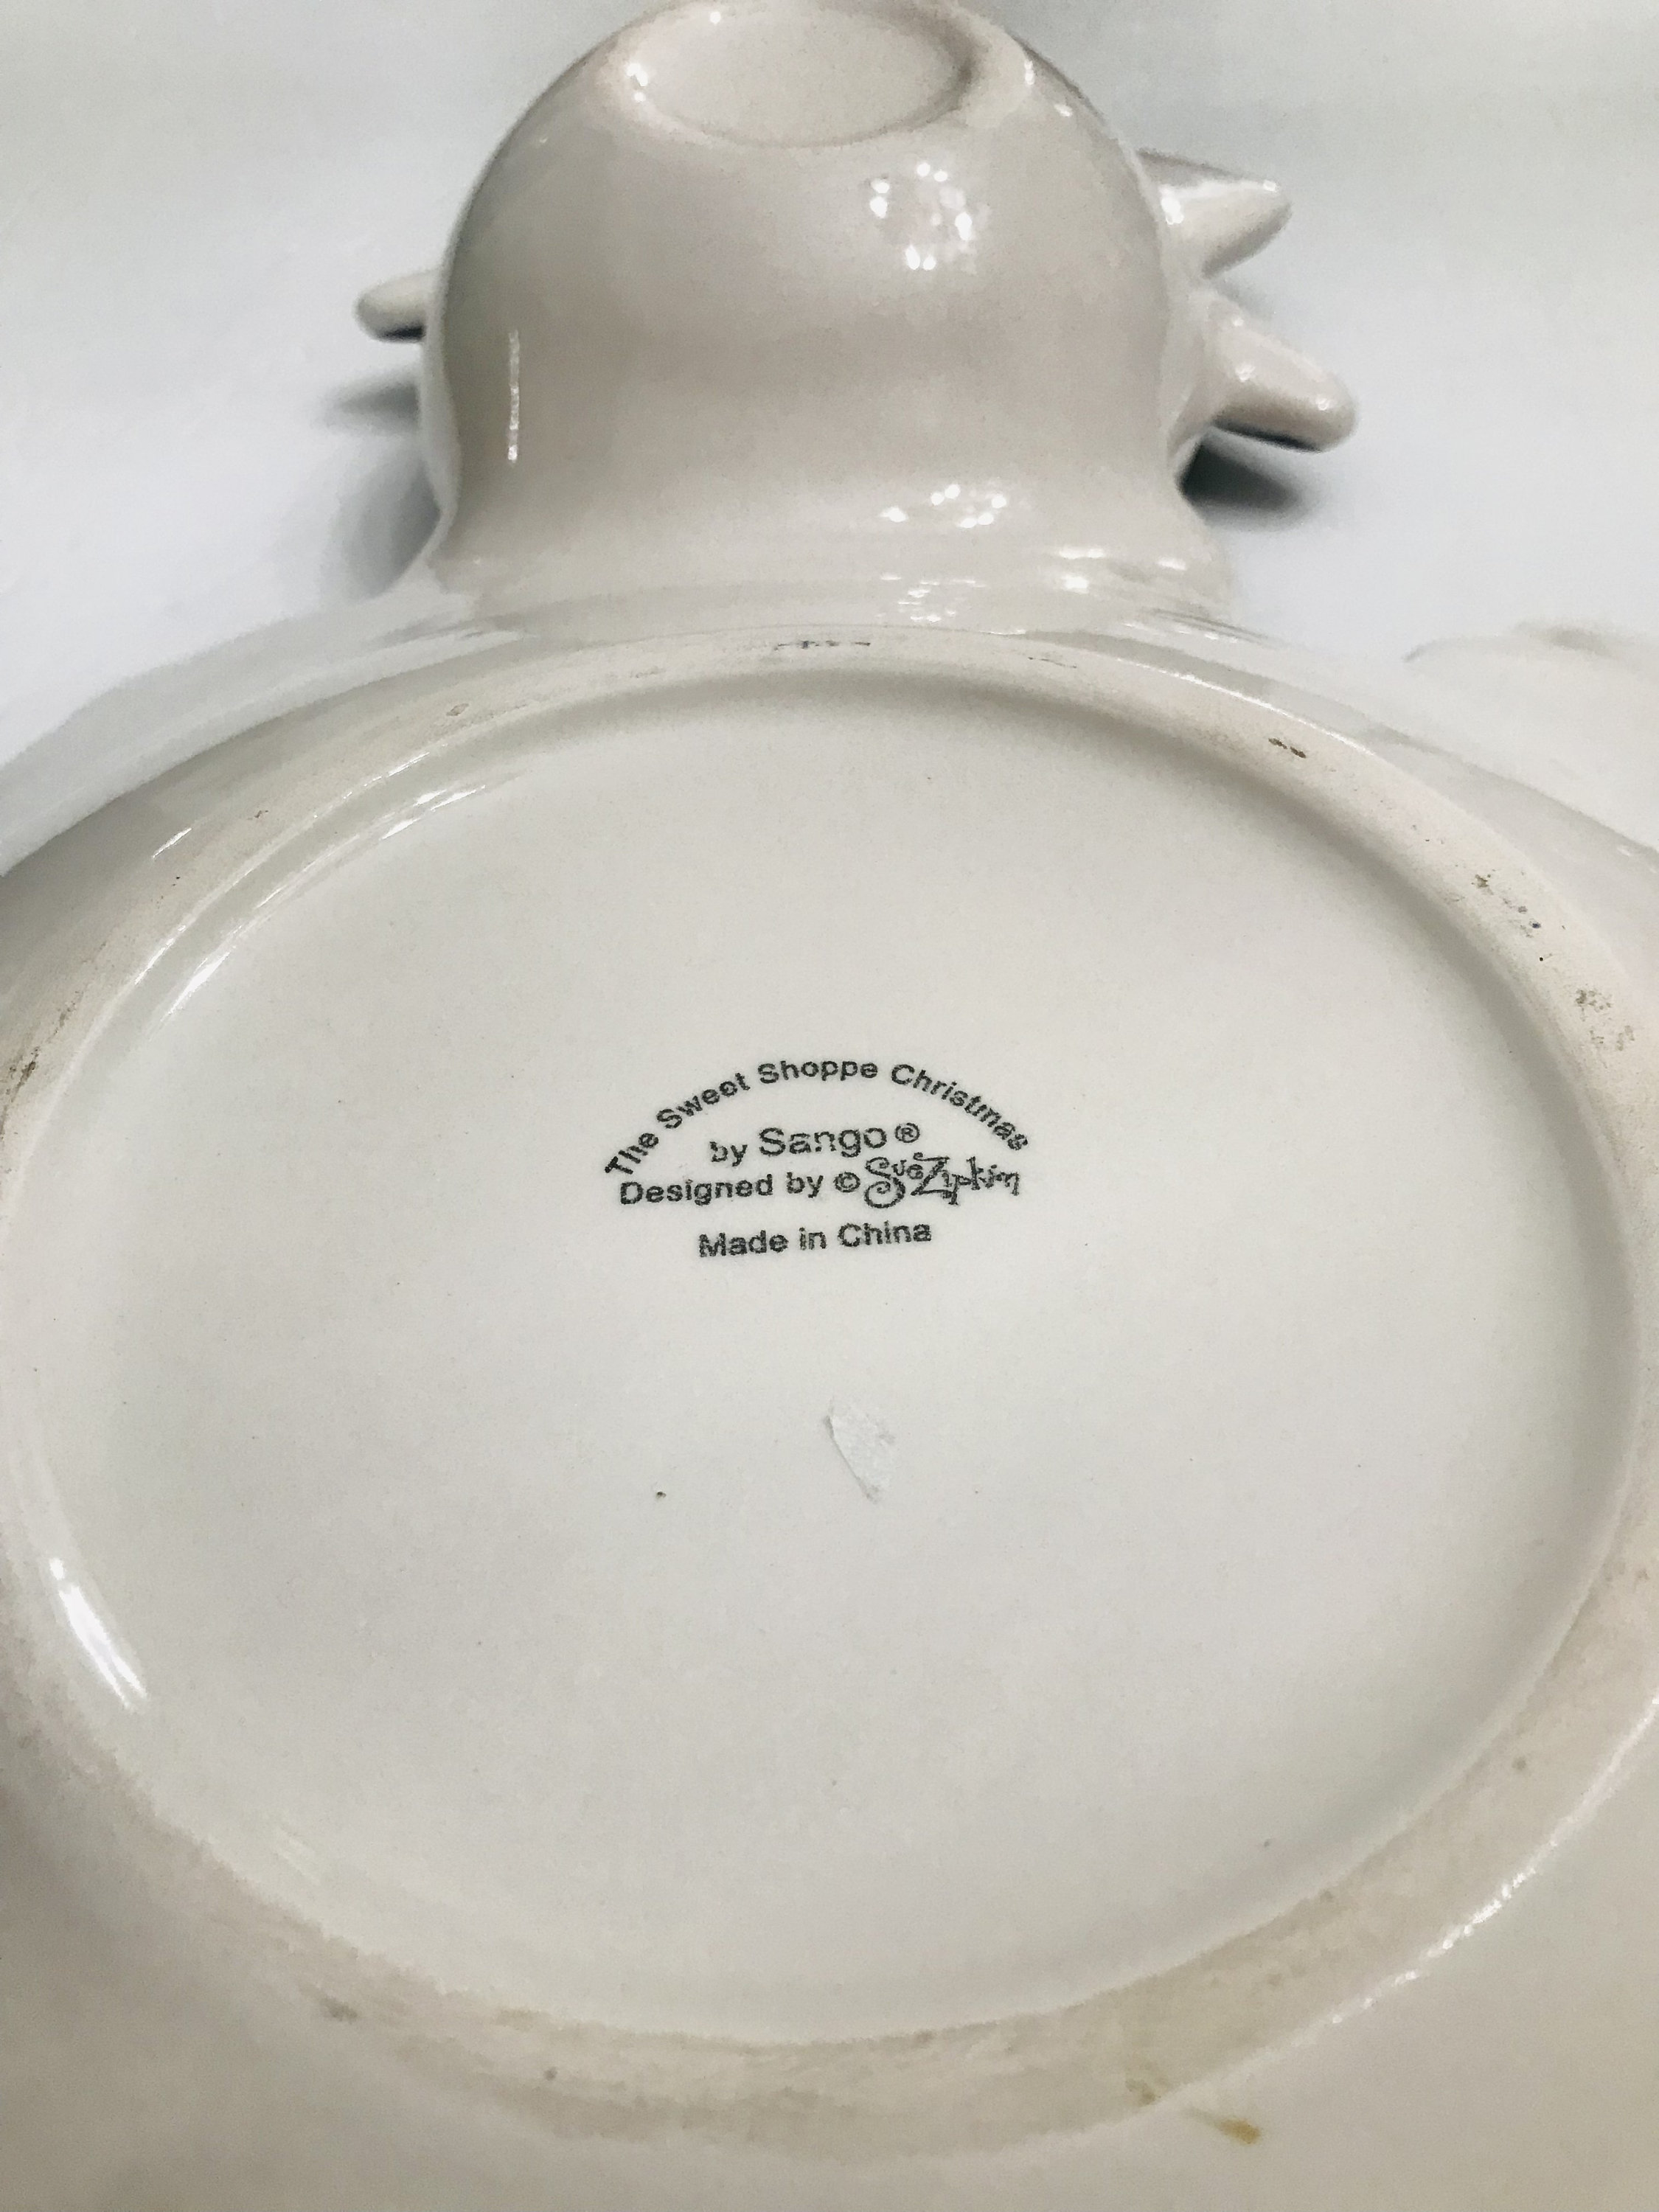 The Sweet Shoppe Christmas
by Sango®
Designed by © Sue Zipkin
Made in China